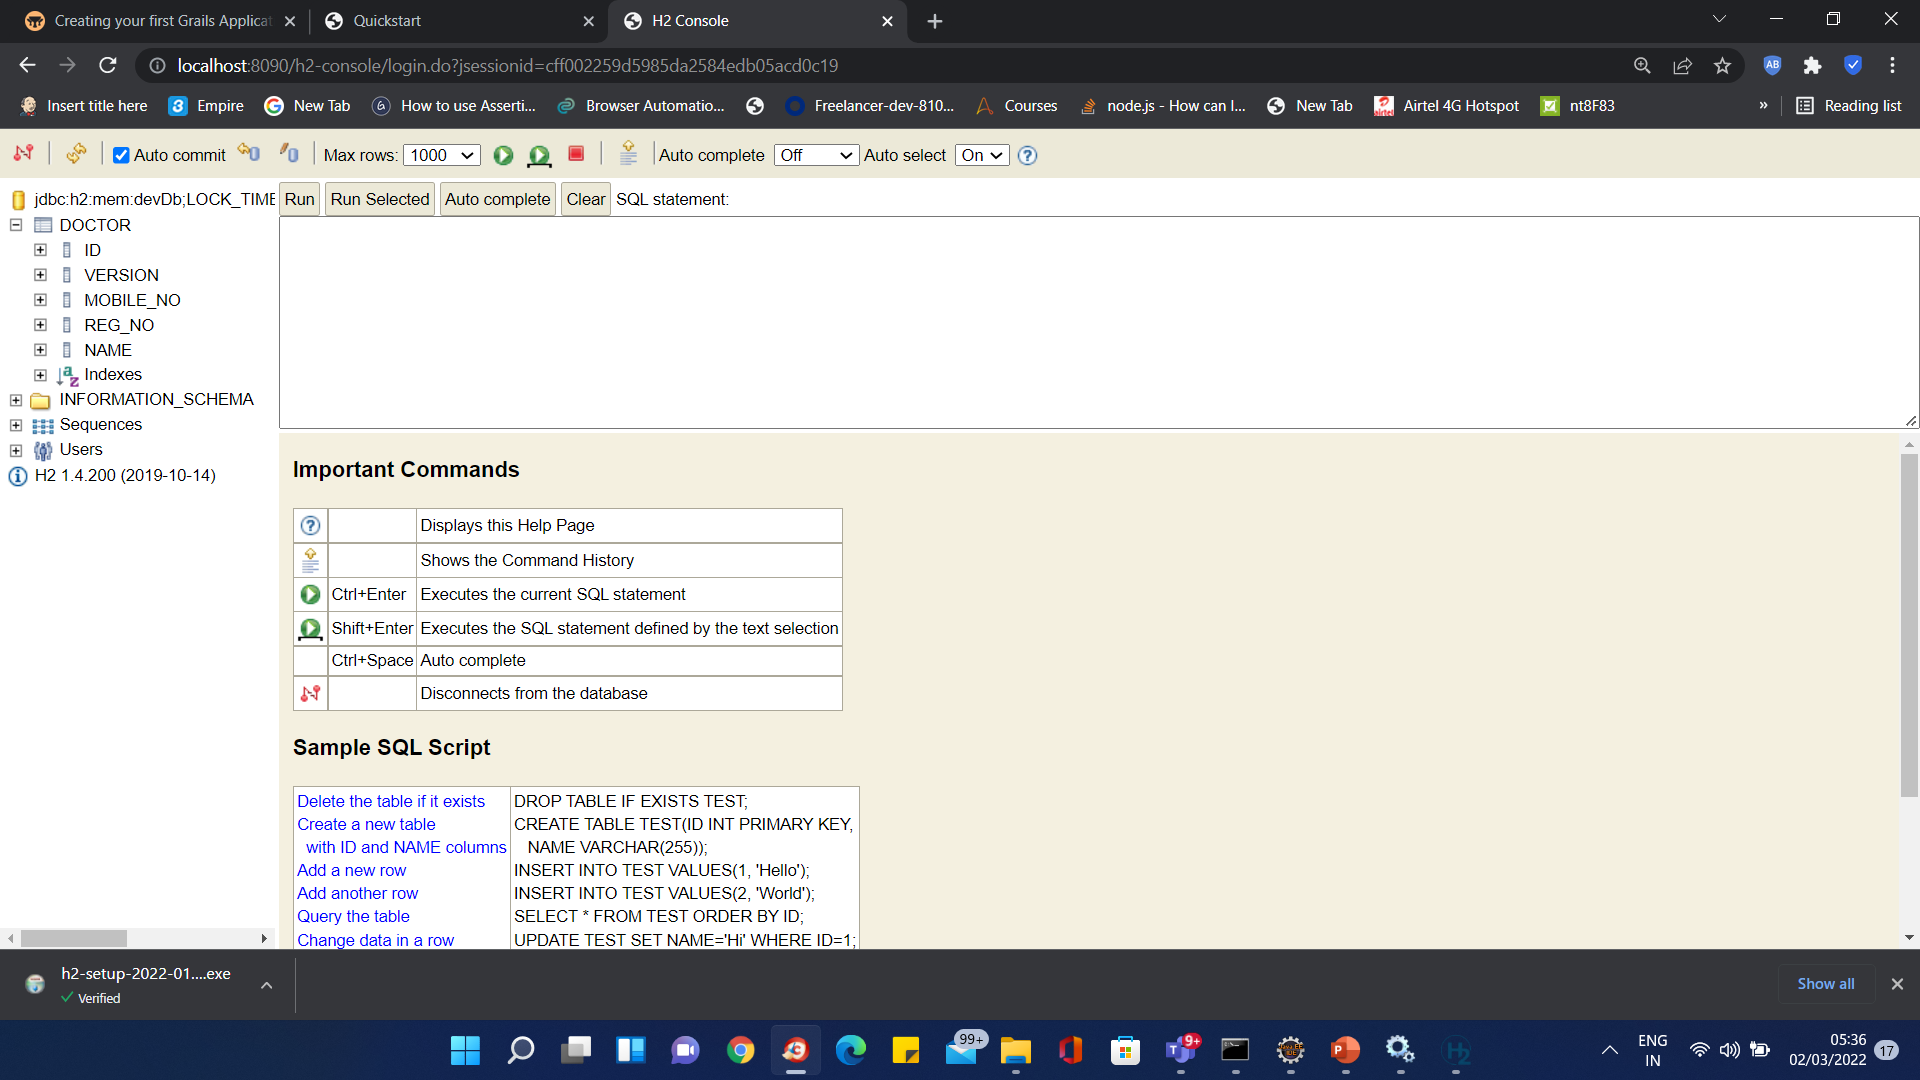 Creating your first Grails Applicat
Quickstart
H2 Console
localhost:8090/h2-console/login.do?jsessionid=cff002259d5985da2584edb05acd0c19
AB
Insert title here
Empire
New Tab
How to use Asserti...
Browser Automatio...
Freelancer-dev-810...
Courses
node.js - How can I...
New Tab
Airtel 4G Hotspot
nt8F83
»
Reading list
Auto commit
Max rows: 1000
Auto complete Off
Auto select On
jdbc:h2:mem:devDb;LOCK_TIME
Run
Run Selected
Auto complete
Clear
SQL statement:
DOCTOR
ID
VERSION
MOBILE_NO
REG_NO
NAME
Indexes
INFORMATION_SCHEMA
Sequences
Users
H2 1.4.200 (2019-10-14)
Important Commands
Displays this Help Page
Shows the Command History
Ctrl+Enter Executes the current SQL statement
Shift+Enter Executes the SQL statement defined by the text selection
Ctrl+Space Auto complete
Disconnects from the database
Sample SQL Script
Delete the table if it exists DROP TABLE IF EXISTS TEST;
Create a new table CREATE TABLE TEST(ID INT PRIMARY KEY,
with ID and NAME columns NAME VARCHAR(255));
Add a new row INSERT INTO TEST VALUES(1, 'Hello');
Add another row INSERT INTO TEST VALUES(2, 'World');
Query the table SELECT * FROM TEST ORDER BY ID;
Change data in a row UPDATE TEST SET NAME='Hi' WHERE ID=1;
h2-setup-2022-01....exe
Verified
Show all
99+
9+
H2
ENG
IN
05:36
02/03/2022
17